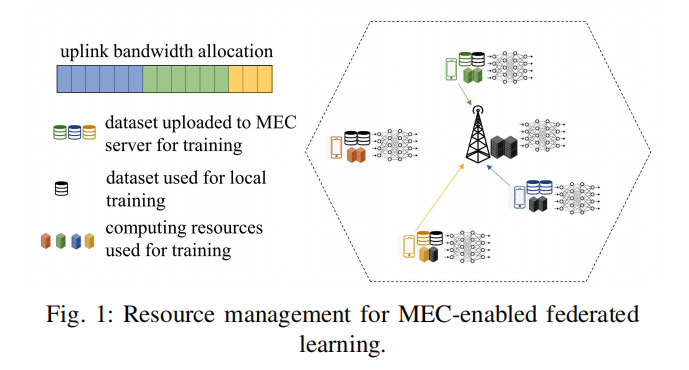 uplink bandwidth allocation
dataset uploaded to MEC
server for training
dataset used for local
training
computing resources
used for training
Fig. 1: Resource management for MEC-enabled federated
learning.